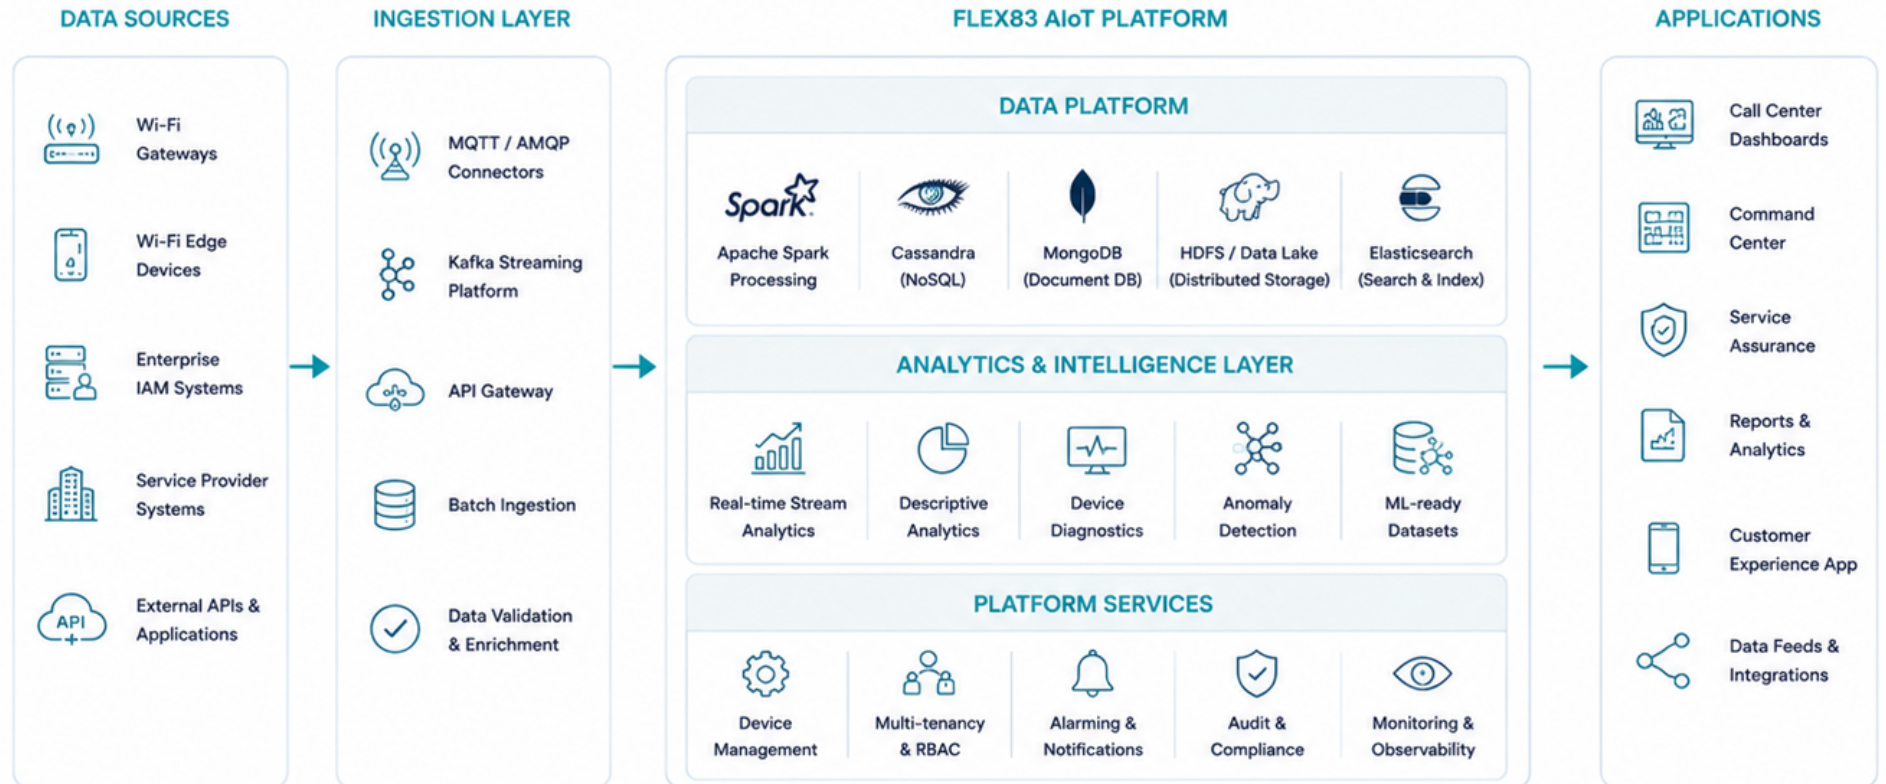 DATA SOURCES
Wi-Fi
Gateways
Wi-Fi Edge
Devices
Enterprise
IAM Systems
Service Provider
Systems
API
External APIs &
Applications
INGESTION LAYER
MQTT / AMQP
Connectors
Kafka Streaming
Platform
API Gateway
Batch Ingestion
Data Validation
& Enrichment
FLEX83 AIoT PLATFORM
DATA PLATFORM
Spark
Apache Spark
Processing
Cassandra
(NoSQL)
MongoDB
(Document DB)
HDFS / Data Lake
(Distributed Storage)
Elasticsearch
(Search & Index)
ANALYTICS & INTELLIGENCE LAYER
Real-time Stream
Analytics
Descriptive
Analytics
Device
Diagnostics
Anomaly
Detection
ML-ready
Datasets
PLATFORM SERVICES
Device
Management
Multi-tenancy
& RBAC
Alarming &
Notifications
Audit &
Compliance
Monitoring &
Observability
APPLICATIONS
Call Center
Dashboards
Command
Center
Service
Assurance
Reports &
Analytics
Customer
Experience App
Data Feeds &
Integrations